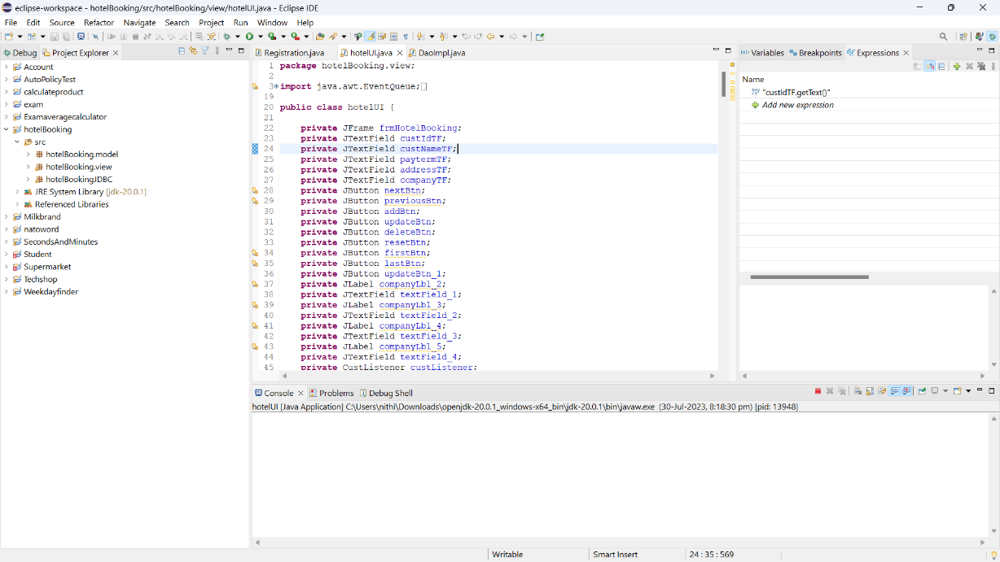 eclipse-workspace - hotelBooking/src/hotelBooking/view/hotelUI.java - Eclipse IDE
File Edit Source Refactor Navigate Search Project Run Window Help
Debug Project Explorer
Account
AutoPolicyTest
calculateproduct
exam
Examaveragecalculator
hotelBooking
src
hotelBooking.model
hotelBooking.view
hotelBookingJDBC
JRE System Library [jdk-20.0.1]
Referenced Libraries
Milkbrand
natoword
SecondsAndMinutes
Student
Supermarket
Techshop
Weekdayfinder
Registration.java hotelUI.java DaoImpl.java
1 package hotelBooking.view;
2
3 import java.awt.EventQueue;
19
20 public class hotelUI {
21
22 private JFrame frmHotelBooking;
23 private JTextField custIdTF;
24 private JTextField custNameTF;
25 private JTextField paytermTF;
26 private JTextField addressTF;
27 private JTextField companyTF;
28 private JButton nextBtn;
29 private JButton previousBtn;
30 private JButton addBtn;
31 private JButton updateBtn;
32 private JButton deleteBtn;
33 private JButton resetBtn;
34 private JButton firstBtn;
35 private JButton lastBtn;
36 private JButton updateBtn_1;
37 private JLabel companyLbl_2;
38 private JTextField textField_1;
39 private JLabel companyLbl_3;
40 private JTextField textField_2;
41 private JLabel companyLbl_4;
42 private JTextField textField_3;
43 private JLabel companyLbl_5;
44 private JTextField textField_4;
45 private CustListener custListener;
Variables Breakpoints Expressions
Name
"custIdTF.getText()"
Add new expression
Console Problems Debug Shell
hotelUI [Java Application] C:\Users\nithi\Downloads\openjdk-20.0.1_windows-x64_bin\jdk-20.0.1\bin\javaw.exe (30-Jul-2023, 8:18:30 pm) [pid: 13948]
Writable Smart Insert 24 : 35 : 569